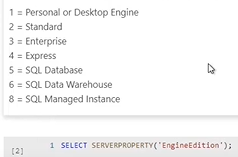 1 = Personal or Desktop Engine
2 = Standard
3 = Enterprise
4 = Express
5 = SQL Database
6 = SQL Data Warehouse
8 = SQL Managed Instance
[2] 1 SELECT SERVERPROPERTY('EngineEdition');